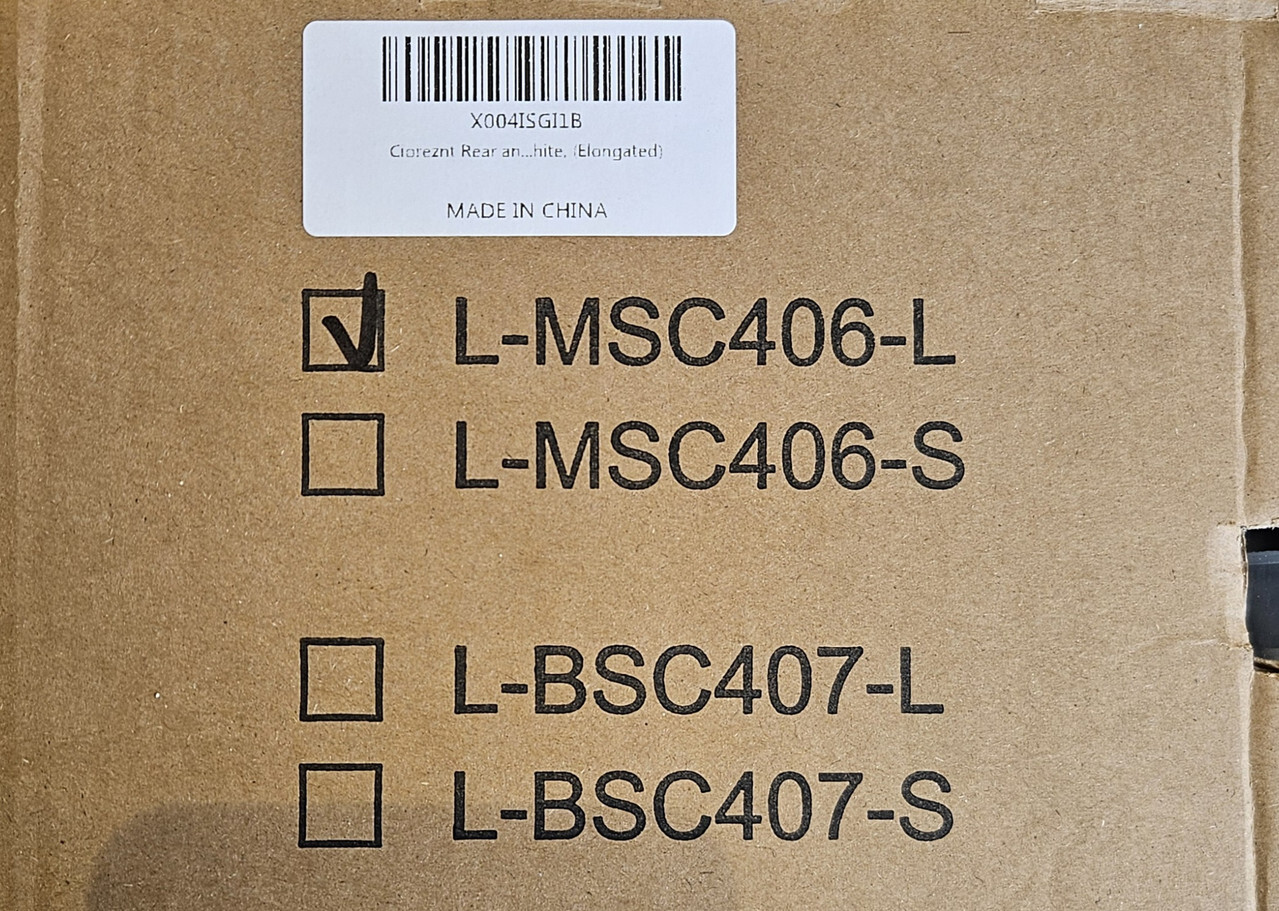 X004ISGI1B
Cioreznt Rear an...hite, (Elongated)
MADE IN CHINA
L-MSC406-L
L-MSC406-S
L-BSC407-L
L-BSC407-S